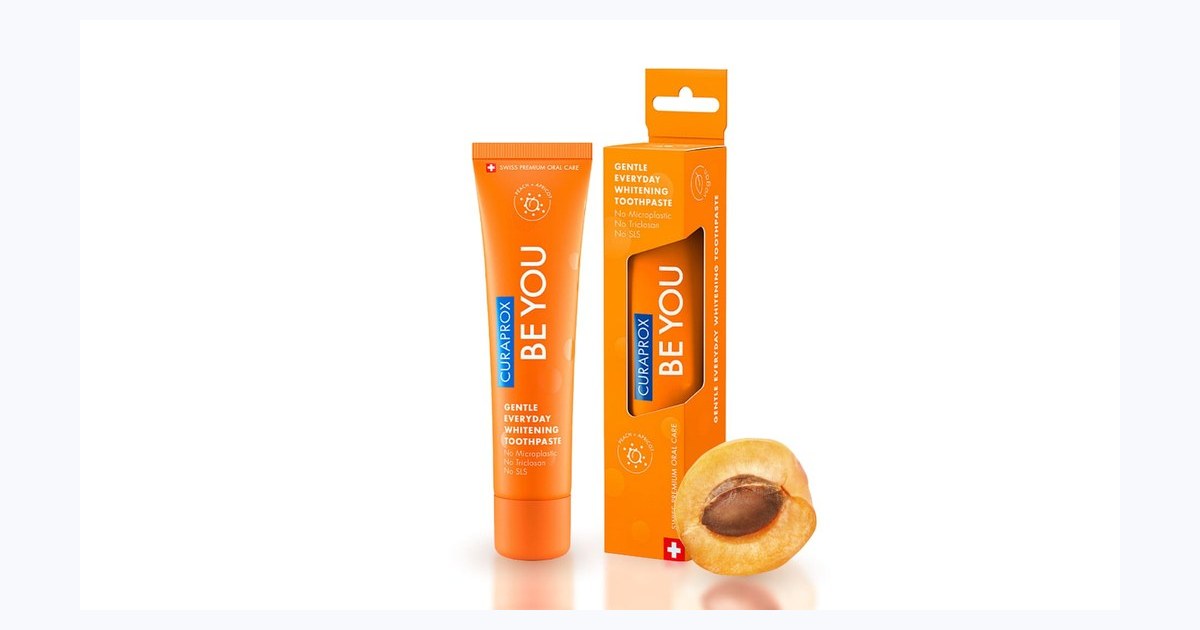 SWISS PREMIUM ORAL CARE
PEACH + APRICOT
CURAPROX
BE YOU
GENTLE
EVERYDAY
WHITENING
TOOTHPASTE
No Microplastic
No Triclosan
No SLS
GENTLE
EVERYDAY
WHITENING
TOOTHPASTE
No Microplastic
No Triclosan
No SLS
CURAPROX
BE YOU
PEACH + APRICOT
SWISS PREMIUM ORAL CARE
GENTLE EVERYDAY WHITENING TOOTHPASTE